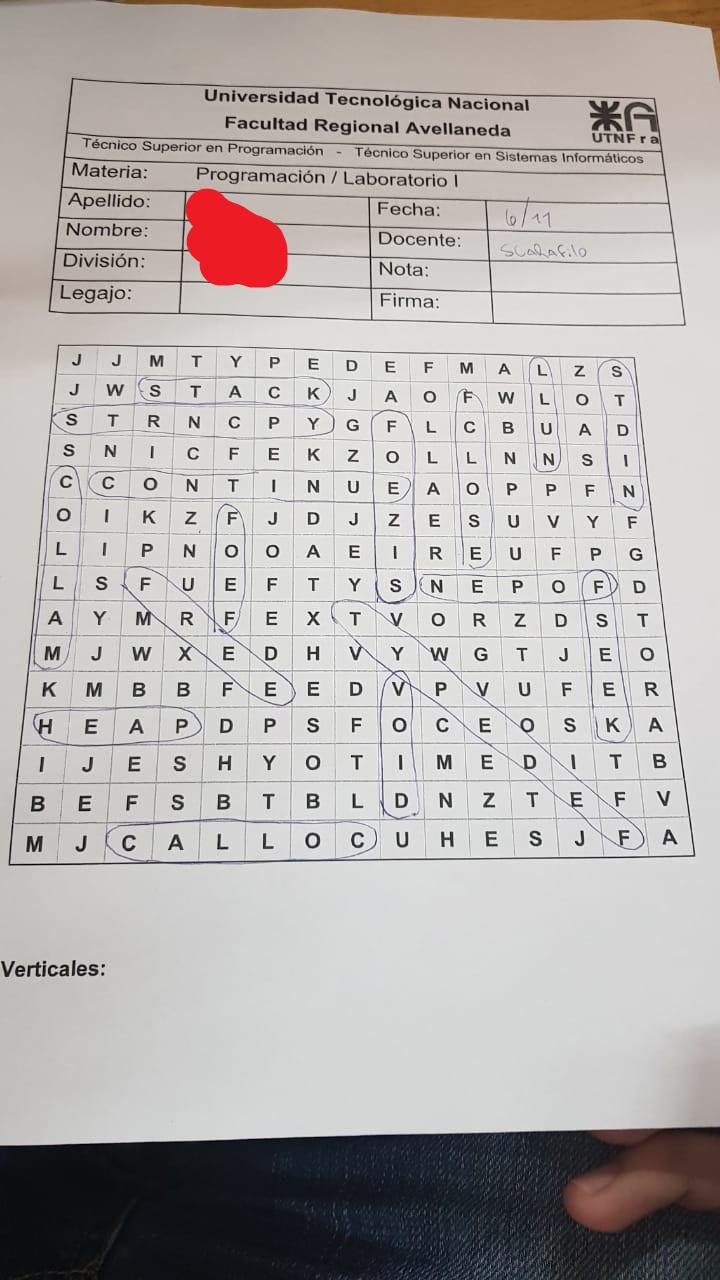 Universidad Tecnológica Nacional
Facultad Regional Avellaneda
UTNFra
Técnico Superior en Programación - Técnico Superior en Sistemas Informáticos
Materia: Programación / Laboratorio I
Apellido: Fecha: 6/11
Nombre: Docente: Scarafilo
División: Nota:
Legajo: Firma:
J J M T Y P E D E F M A L Z S
J W S T A C K J A O F W L O T
S T R N C P Y G F L C B U A D
S N I C F E K Z O L L N N S I
C C O N T I N U E A O P P F N
O I K Z F J D J Z E S U V Y F
L I P N O O A E I R E U F P G
L S F U E F T Y S N E P O F D
A Y M R F E X T V O R Z D S T
M J W X E D H V Y W G T J E O
K M B B F E E D V P V U F E R
H E A P D P S F O C E O S K A
I J E S H Y O T I M E D I T B
B E F S B T B L D N Z T E F V
M J C A L L O C U H E S J F A
Verticales: